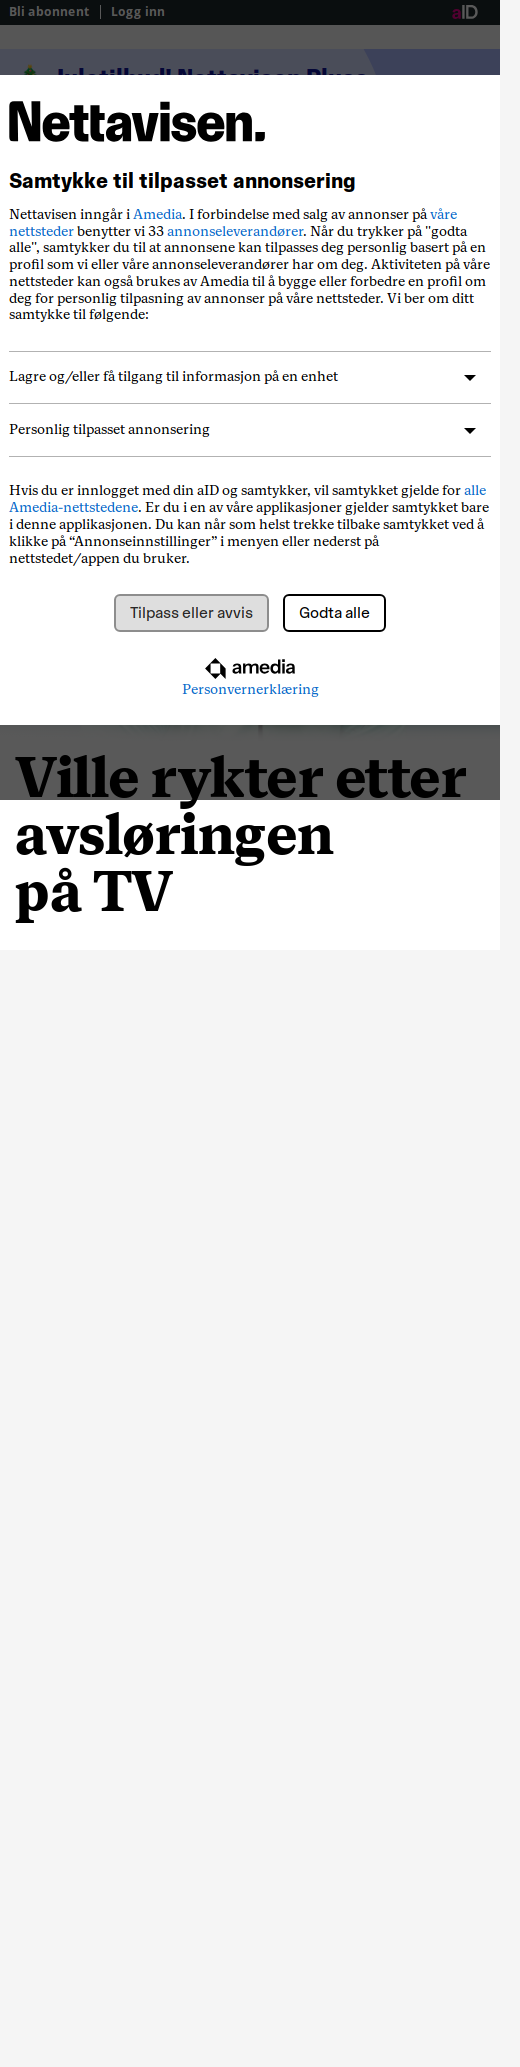 Bli abonnent
Logg inn
aID
Juletilbud! Nettavisen Pluss
Nettavisen.
Samtykke til tilpasset annonsering
Nettavisen inngår i Amedia. I forbindelse med salg av annonser på våre
nettsteder benytter vi 33 annonseleverandører. Når du trykker på "godta
alle", samtykker du til at annonsene kan tilpasses deg personlig basert på en
profil som vi eller våre annonseleverandører har om deg. Aktiviteten på våre
nettsteder kan også brukes av Amedia til å bygge eller forbedre en profil om
deg for personlig tilpasning av annonser på våre nettsteder. Vi ber om ditt
samtykke til følgende:
Lagre og/eller få tilgang til informasjon på en enhet
Personlig tilpasset annonsering
Hvis du er innlogget med din aID og samtykker, vil samtykket gjelde for alle
Amedia-nettstedene. Er du i en av våre applikasjoner gjelder samtykket bare
i denne applikasjonen. Du kan når som helst trekke tilbake samtykket ved å
klikke på “Annonseinnstillinger” i menyen eller nederst på
nettstedet/appen du bruker.
Tilpass eller avvis
Godta alle
amedia
Personvernerklæring
Ville rykter etter
avsløringen
på TV